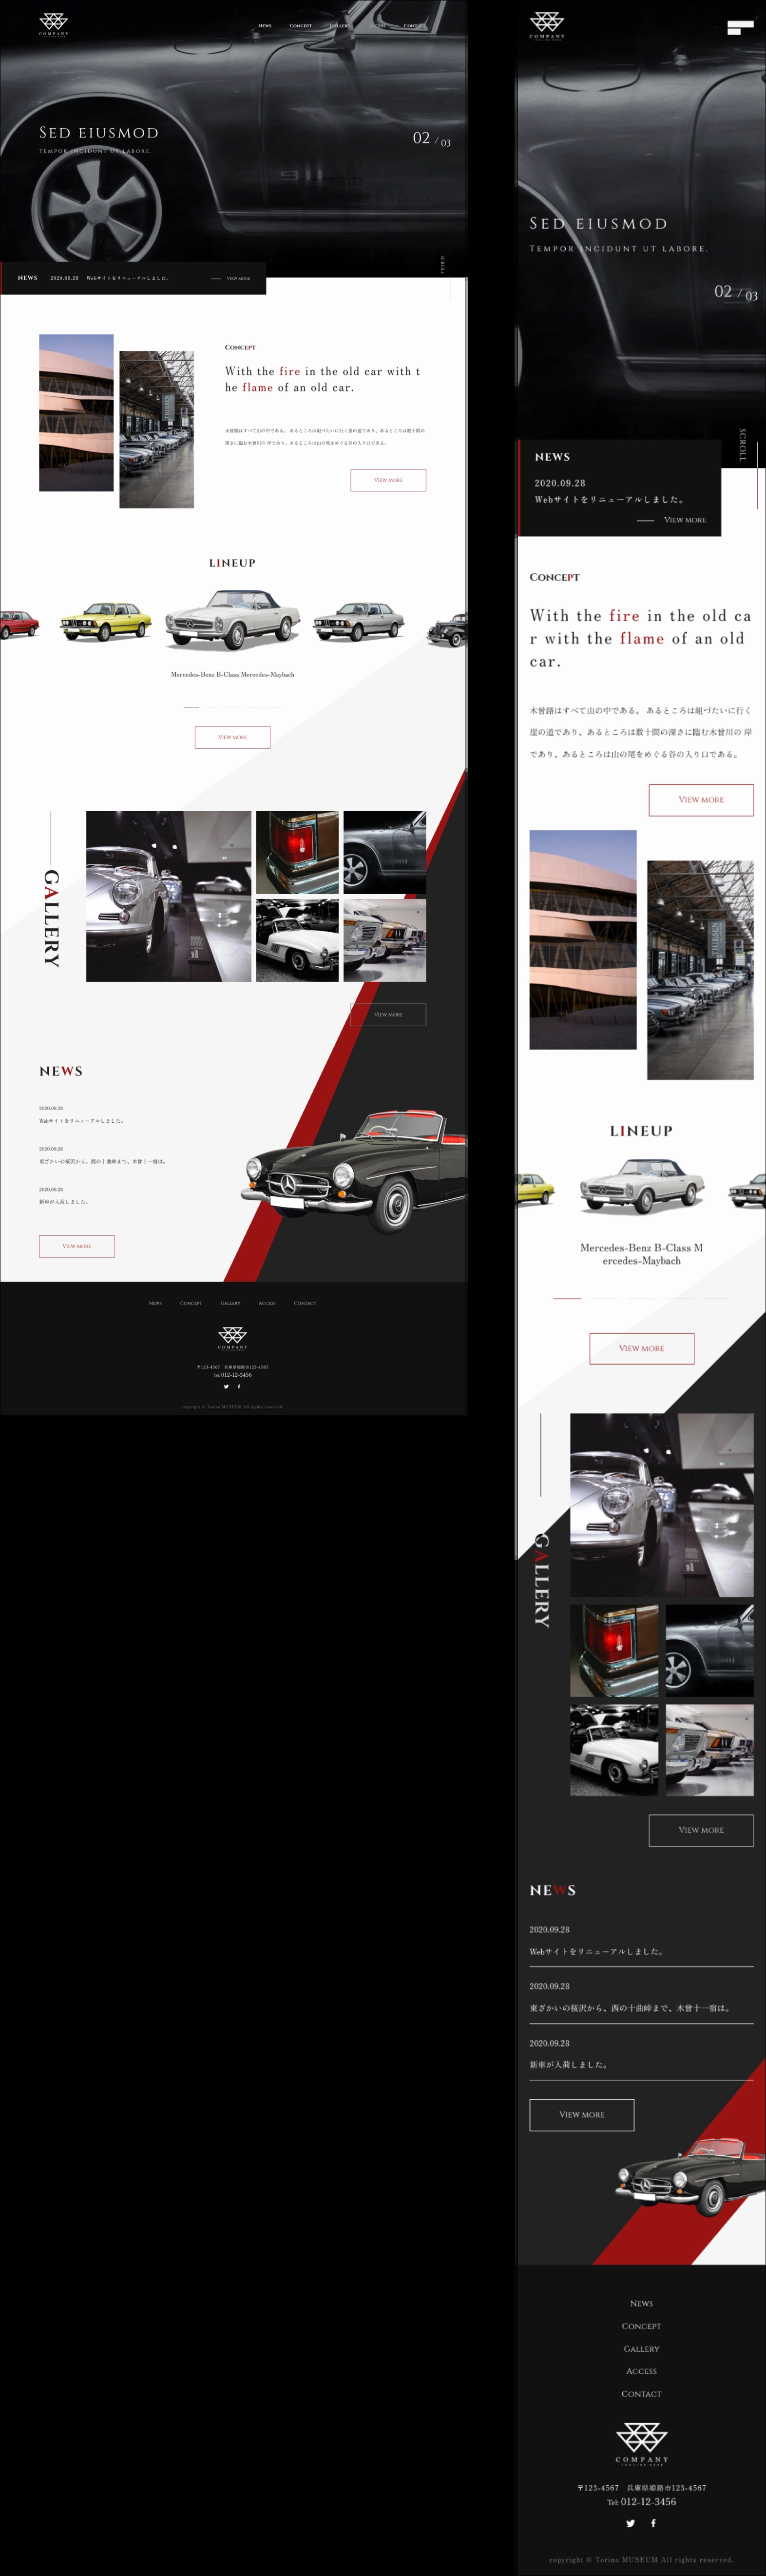 COMPANY
NEWS
CONCEPT
GALLERY
ACCESS
CONTACT
SED EIUSMOD
TEMPOR INCIDUNT UT LABORE.
02 / 03
SCROLL
NEWS 2020.09.28 Webサイトをリニューアルしました。 VIEW MORE
CONCEPT
With the fire in the old car with t
he flame of an old car.
木曾路はすべて山の中である。 あるところは岨づたいに行く崖の道であり、あるところは数十間の
深さに臨む木曾川の 岸であり、あるところは山の尾をめぐる谷の入り口である。
VIEW MORE
LINEUP
Mercedes-Benz B-Class Mercedes-Maybach
VIEW MORE
GALLERY
VIEW MORE
NEWS
2020.09.28
Webサイトをリニューアルしました。
2020.09.28
東ざかいの桜沢から、西の十曲峠まで、木曾十一宿は。
2020.09.28
新車が入荷しました。
VIEW MORE
NEWS CONCEPT GALLERY ACCESS CONTACT
COMPANY
〒123-4567 兵庫県姫路市123-4567
Tel: 012-12-3456
copyright © Torino MUSEUM All rights reserved.
COMPANY
SED EIUSMOD
TEMPOR INCIDUNT UT LABORE.
02 / 03
SCROLL
NEWS
2020.09.28
Webサイトをリニューアルしました。
VIEW MORE
CONCEPT
With the fire in the old ca
r with the flame of an old
car.
木曾路はすべて山の中である。 あるところは岨づたいに行く
崖の道であり、あるところは数十間の深さに臨む木曾川の 岸
であり、あるところは山の尾をめぐる谷の入り口である。
VIEW MORE
LINEUP
Mercedes-Benz B-Class M
ercedes-Maybach
VIEW MORE
GALLERY
VIEW MORE
NEWS
2020.09.28
Webサイトをリニューアルしました。
2020.09.28
東ざかいの桜沢から、西の十曲峠まで、木曾十一宿は。
2020.09.28
新車が入荷しました。
VIEW MORE
NEWS
CONCEPT
GALLERY
ACCESS
CONTACT
COMPANY
〒123-4567 兵庫県姫路市123-4567
Tel: 012-12-3456
copyright © Torino MUSEUM All rights reserved.